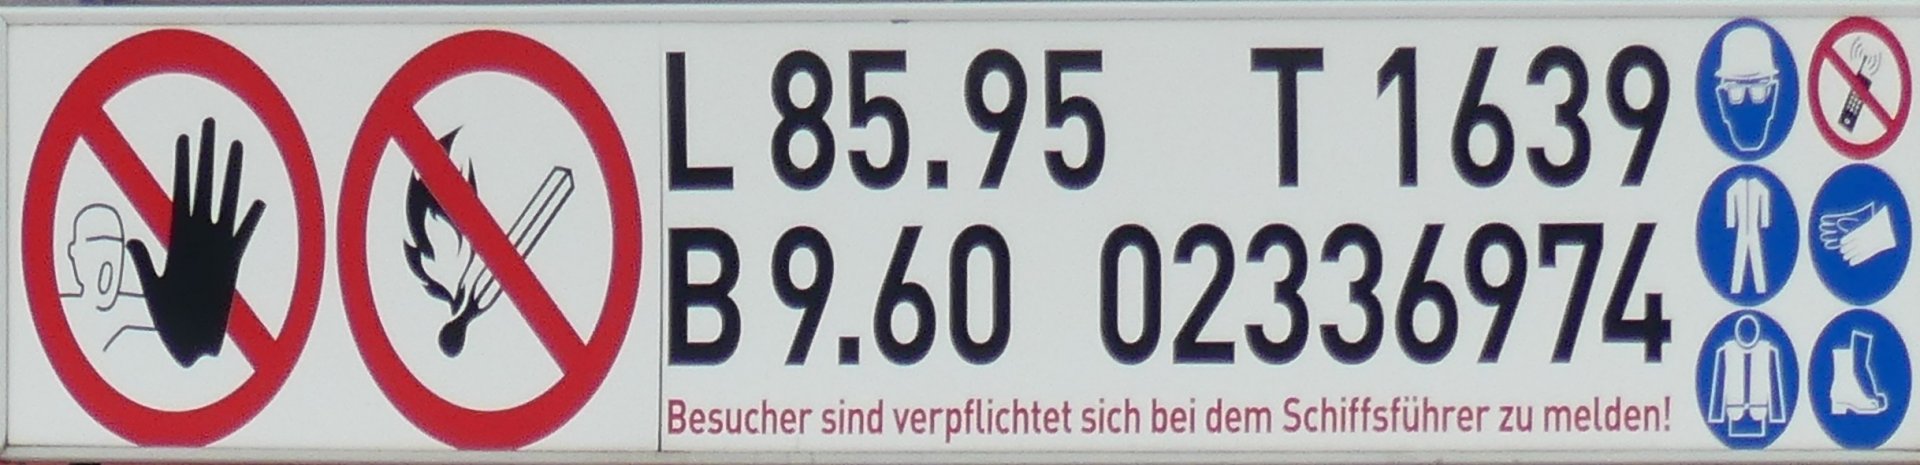 L 85.95 T 1639
B 9.60 02336974
Besucher sind verpflichtet sich bei dem Schiffsführer zu melden!